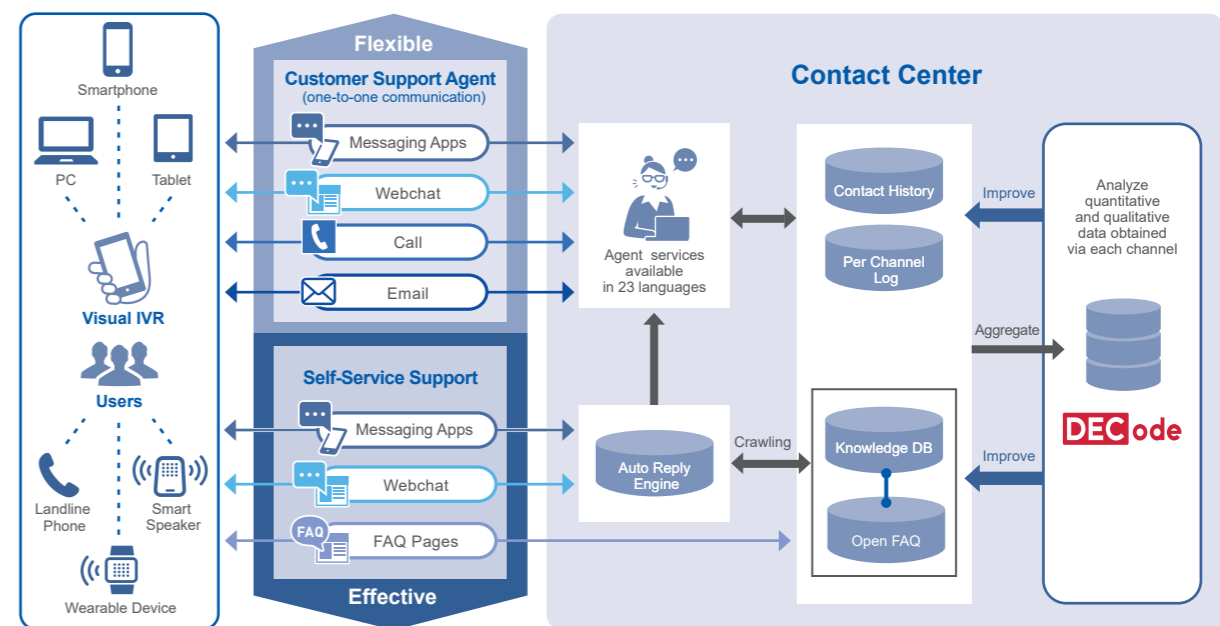 Smartphone
PC
Tablet
Visual IVR
Users
Landline
Phone
Smart
Speaker
Wearable Device
Flexible
Customer Support Agent
(one-to-one communication)
Messaging Apps
Webchat
Call
Email
Self-Service Support
Messaging Apps
Webchat
FAQ
FAQ Pages
Effective
Contact Center
Agent services
available
in 23 languages
Auto Reply
Engine
Crawling
Contact History
Per Channel
Log
Knowledge DB
Open FAQ
Improve
Aggregate
Improve
Analyze
quantitative
and qualitative
data obtained
via each channel
DECode